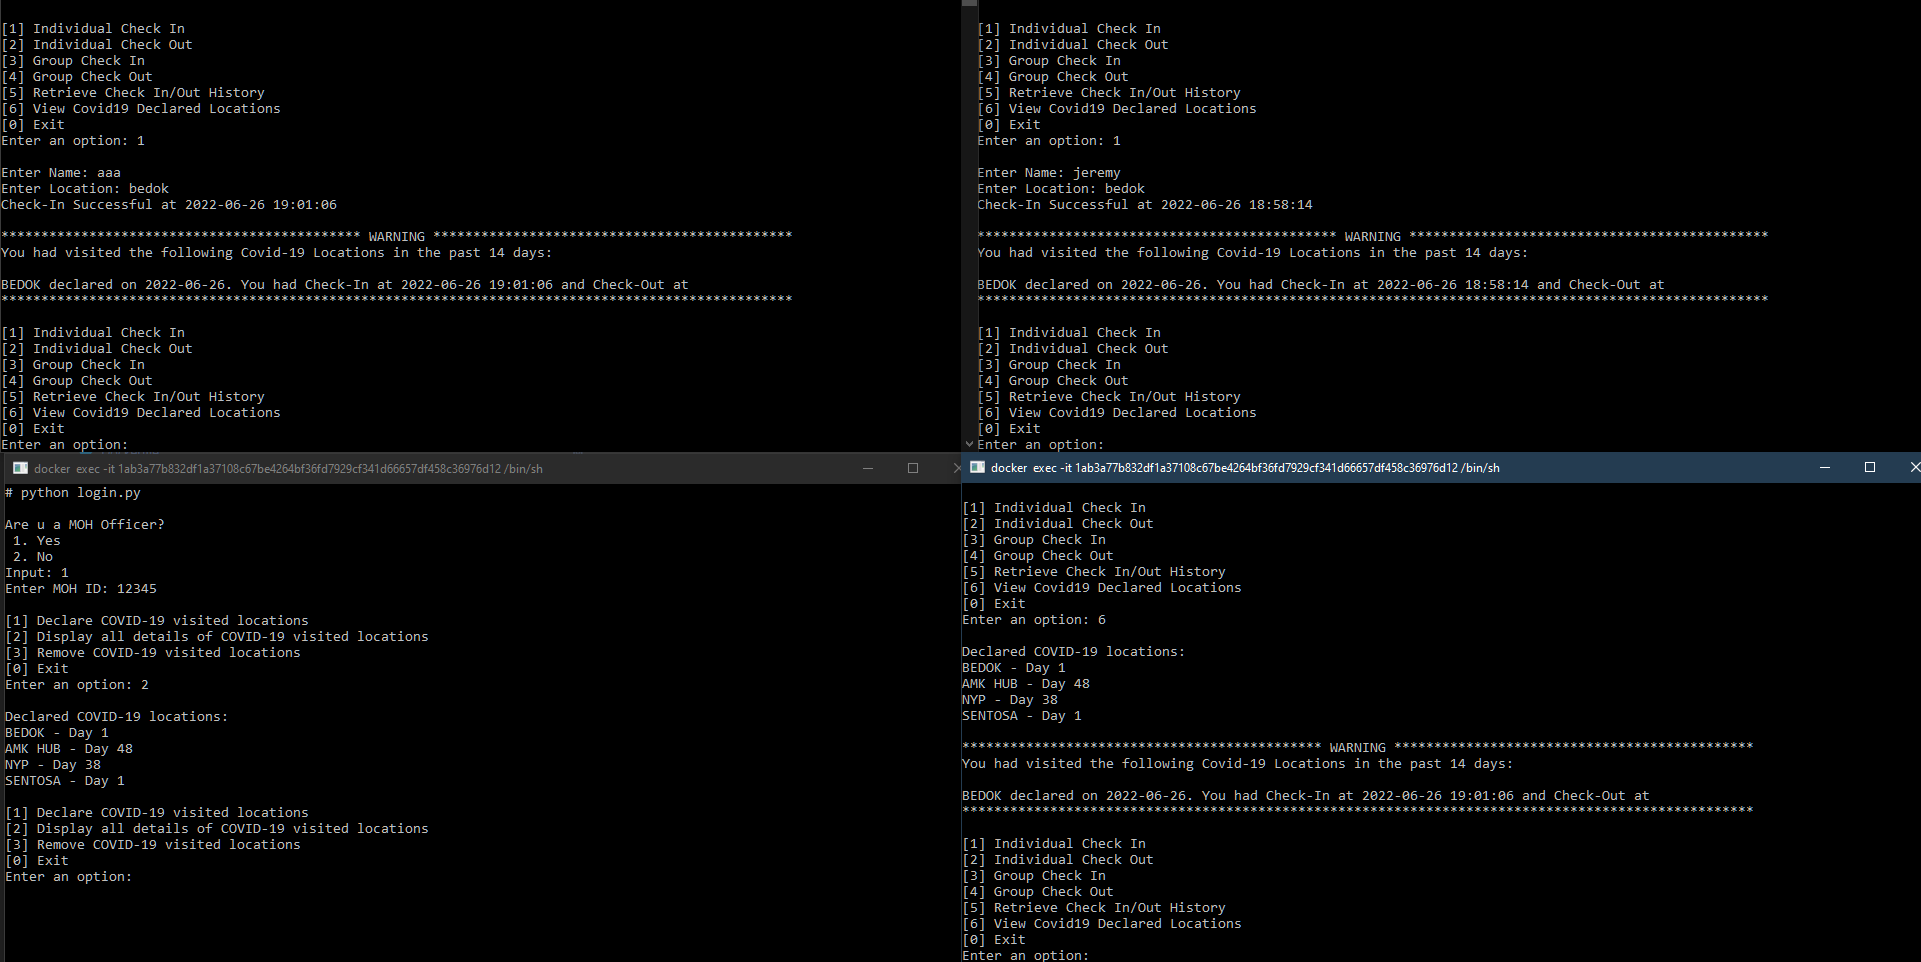 [1] Individual Check In
[2] Individual Check Out
[3] Group Check In
[4] Group Check Out
[5] Retrieve Check In/Out History
[6] View Covid19 Declared Locations
[0] Exit
Enter an option: 1
Enter Name: aaa
Enter Location: bedok
Check-In Successful at 2022-06-26 19:01:06
********************************************* WARNING *********************************************
You had visited the following Covid-19 Locations in the past 14 days:
BEDOK declared on 2022-06-26. You had Check-In at 2022-06-26 19:01:06 and Check-Out at
***************************************************************************************************
[1] Individual Check In
[2] Individual Check Out
[3] Group Check In
[4] Group Check Out
[5] Retrieve Check In/Out History
[6] View Covid19 Declared Locations
[0] Exit
Enter an option:
[1] Individual Check In
[2] Individual Check Out
[3] Group Check In
[4] Group Check Out
[5] Retrieve Check In/Out History
[6] View Covid19 Declared Locations
[0] Exit
Enter an option: 1
Enter Name: jeremy
Enter Location: bedok
Check-In Successful at 2022-06-26 18:58:14
********************************************* WARNING *********************************************
You had visited the following Covid-19 Locations in the past 14 days:
BEDOK declared on 2022-06-26. You had Check-In at 2022-06-26 18:58:14 and Check-Out at
***************************************************************************************************
[1] Individual Check In
[2] Individual Check Out
[3] Group Check In
[4] Group Check Out
[5] Retrieve Check In/Out History
[6] View Covid19 Declared Locations
[0] Exit
Enter an option:
docker exec -it 1ab3a77b832df1a37108c67be4264bf36fd7929cf341d66657df458c36976d12 /bin/sh
# python login.py
Are u a MOH Officer?
1. Yes
2. No
Input: 1
Enter MOH ID: 12345
[1] Declare COVID-19 visited locations
[2] Display all details of COVID-19 visited locations
[3] Remove COVID-19 visited locations
[0] Exit
Enter an option: 2
Declared COVID-19 locations:
BEDOK - Day 1
AMK HUB - Day 48
NYP - Day 38
SENTOSA - Day 1
[1] Declare COVID-19 visited locations
[2] Display all details of COVID-19 visited locations
[3] Remove COVID-19 visited locations
[0] Exit
Enter an option:
docker exec -it 1ab3a77b832df1a37108c67be4264bf36fd7929cf341d66657df458c36976d12 /bin/sh
[1] Individual Check In
[2] Individual Check Out
[3] Group Check In
[4] Group Check Out
[5] Retrieve Check In/Out History
[6] View Covid19 Declared Locations
[0] Exit
Enter an option: 6
Declared COVID-19 locations:
BEDOK - Day 1
AMK HUB - Day 48
NYP - Day 38
SENTOSA - Day 1
********************************************* WARNING *********************************************
You had visited the following Covid-19 Locations in the past 14 days:
BEDOK declared on 2022-06-26. You had Check-In at 2022-06-26 19:01:06 and Check-Out at
***************************************************************************************************
[1] Individual Check In
[2] Individual Check Out
[3] Group Check In
[4] Group Check Out
[5] Retrieve Check In/Out History
[6] View Covid19 Declared Locations
[0] Exit
Enter an option: